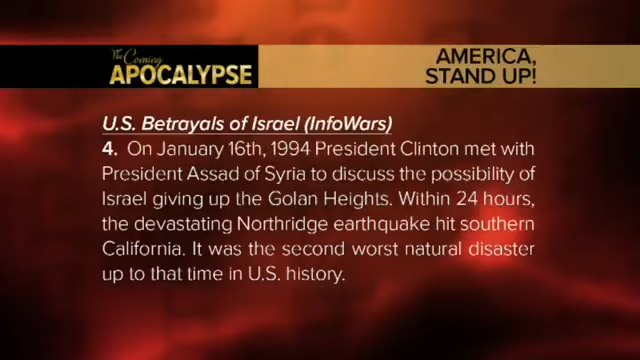 The Coming
APOCALYPSE
AMERICA,
STAND UP!
U.S. Betrayals of Israel (InfoWars)
4. On January 16th, 1994 President Clinton met with
President Assad of Syria to discuss the possibility of
Israel giving up the Golan Heights. Within 24 hours,
the devastating Northridge earthquake hit southern
California. It was the second worst natural disaster
up to that time in U.S. history.